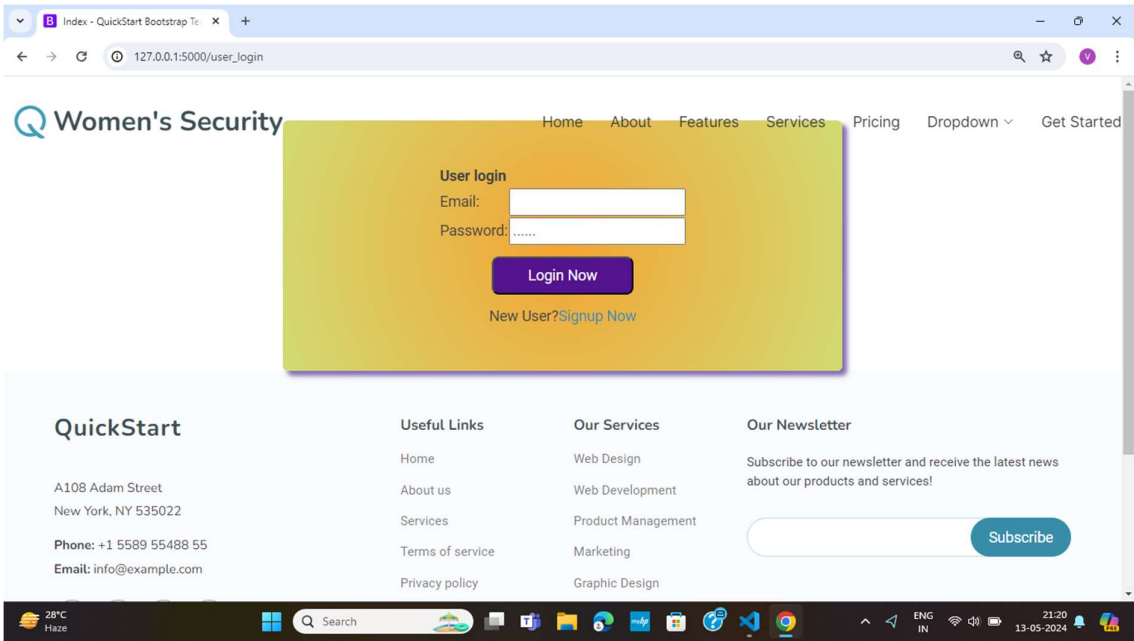 Index - QuickStart Bootstrap Te
127.0.0.1:5000/user_login
V
Women's Security
Home About Features Services Pricing Dropdown Get Started
User login
Email:
Password: ......
Login Now
New User?Signup Now
QuickStart
A108 Adam Street
New York, NY 535022
Phone: +1 5589 55488 55
Email: info@example.com
Useful Links
Home
About us
Services
Terms of service
Privacy policy
Our Services
Web Design
Web Development
Product Management
Marketing
Graphic Design
Our Newsletter
Subscribe to our newsletter and receive the latest news
about our products and services!
Subscribe
28°C
Haze
Search
ENG
IN
21:20
13-05-2024